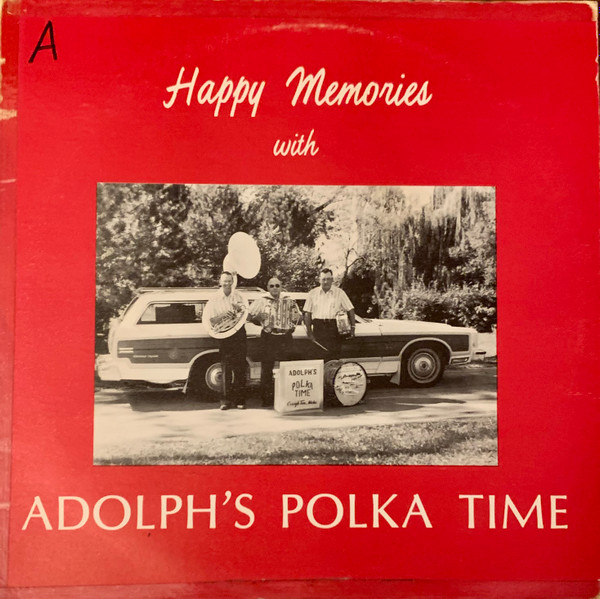 A
Happy Memories
with
ADOLPH'S
POLKA
TIME
ADOLPH'S POLKA TIME